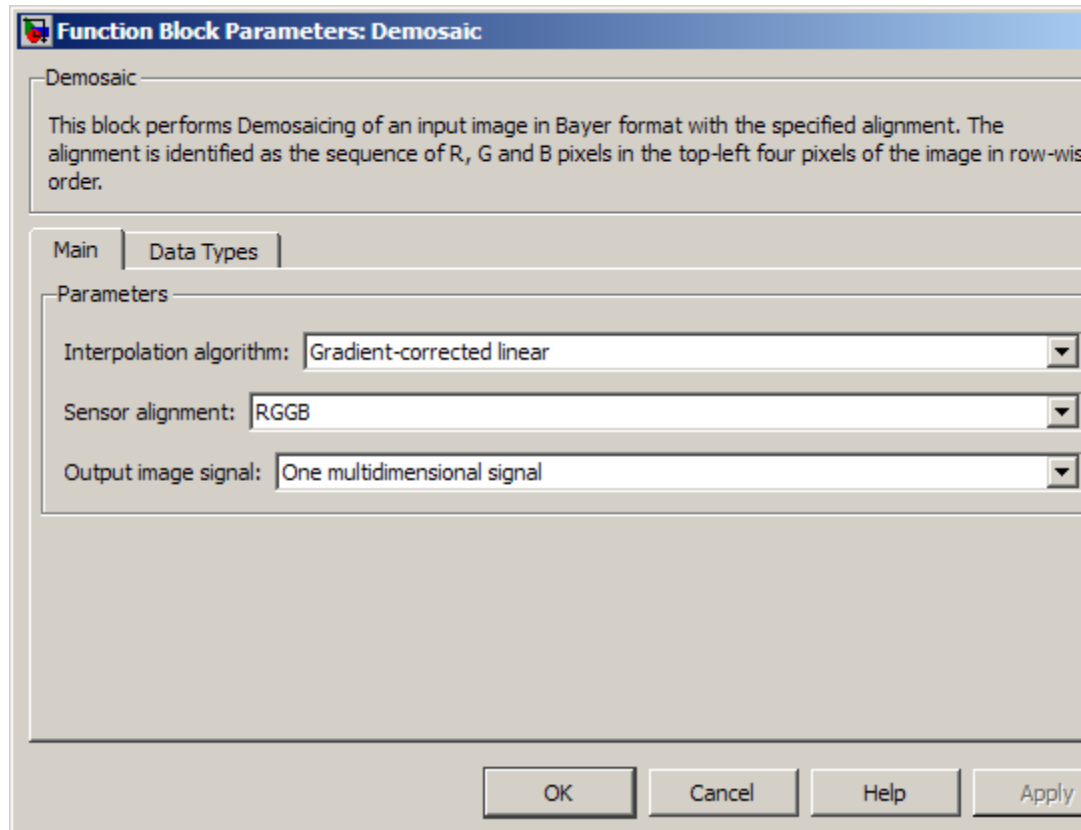 Function Block Parameters: Demosaic
Demosaic
This block performs Demosaicing of an input image in Bayer format with the specified alignment. The
alignment is identified as the sequence of R, G and B pixels in the top-left four pixels of the image in
order.
Main Data Types
Parameters
Interpolation algorithm: Gradient-corrected linear
Sensor alignment: RGGB
Output image signal: One multidimensional signal
OK Cancel Help Apply